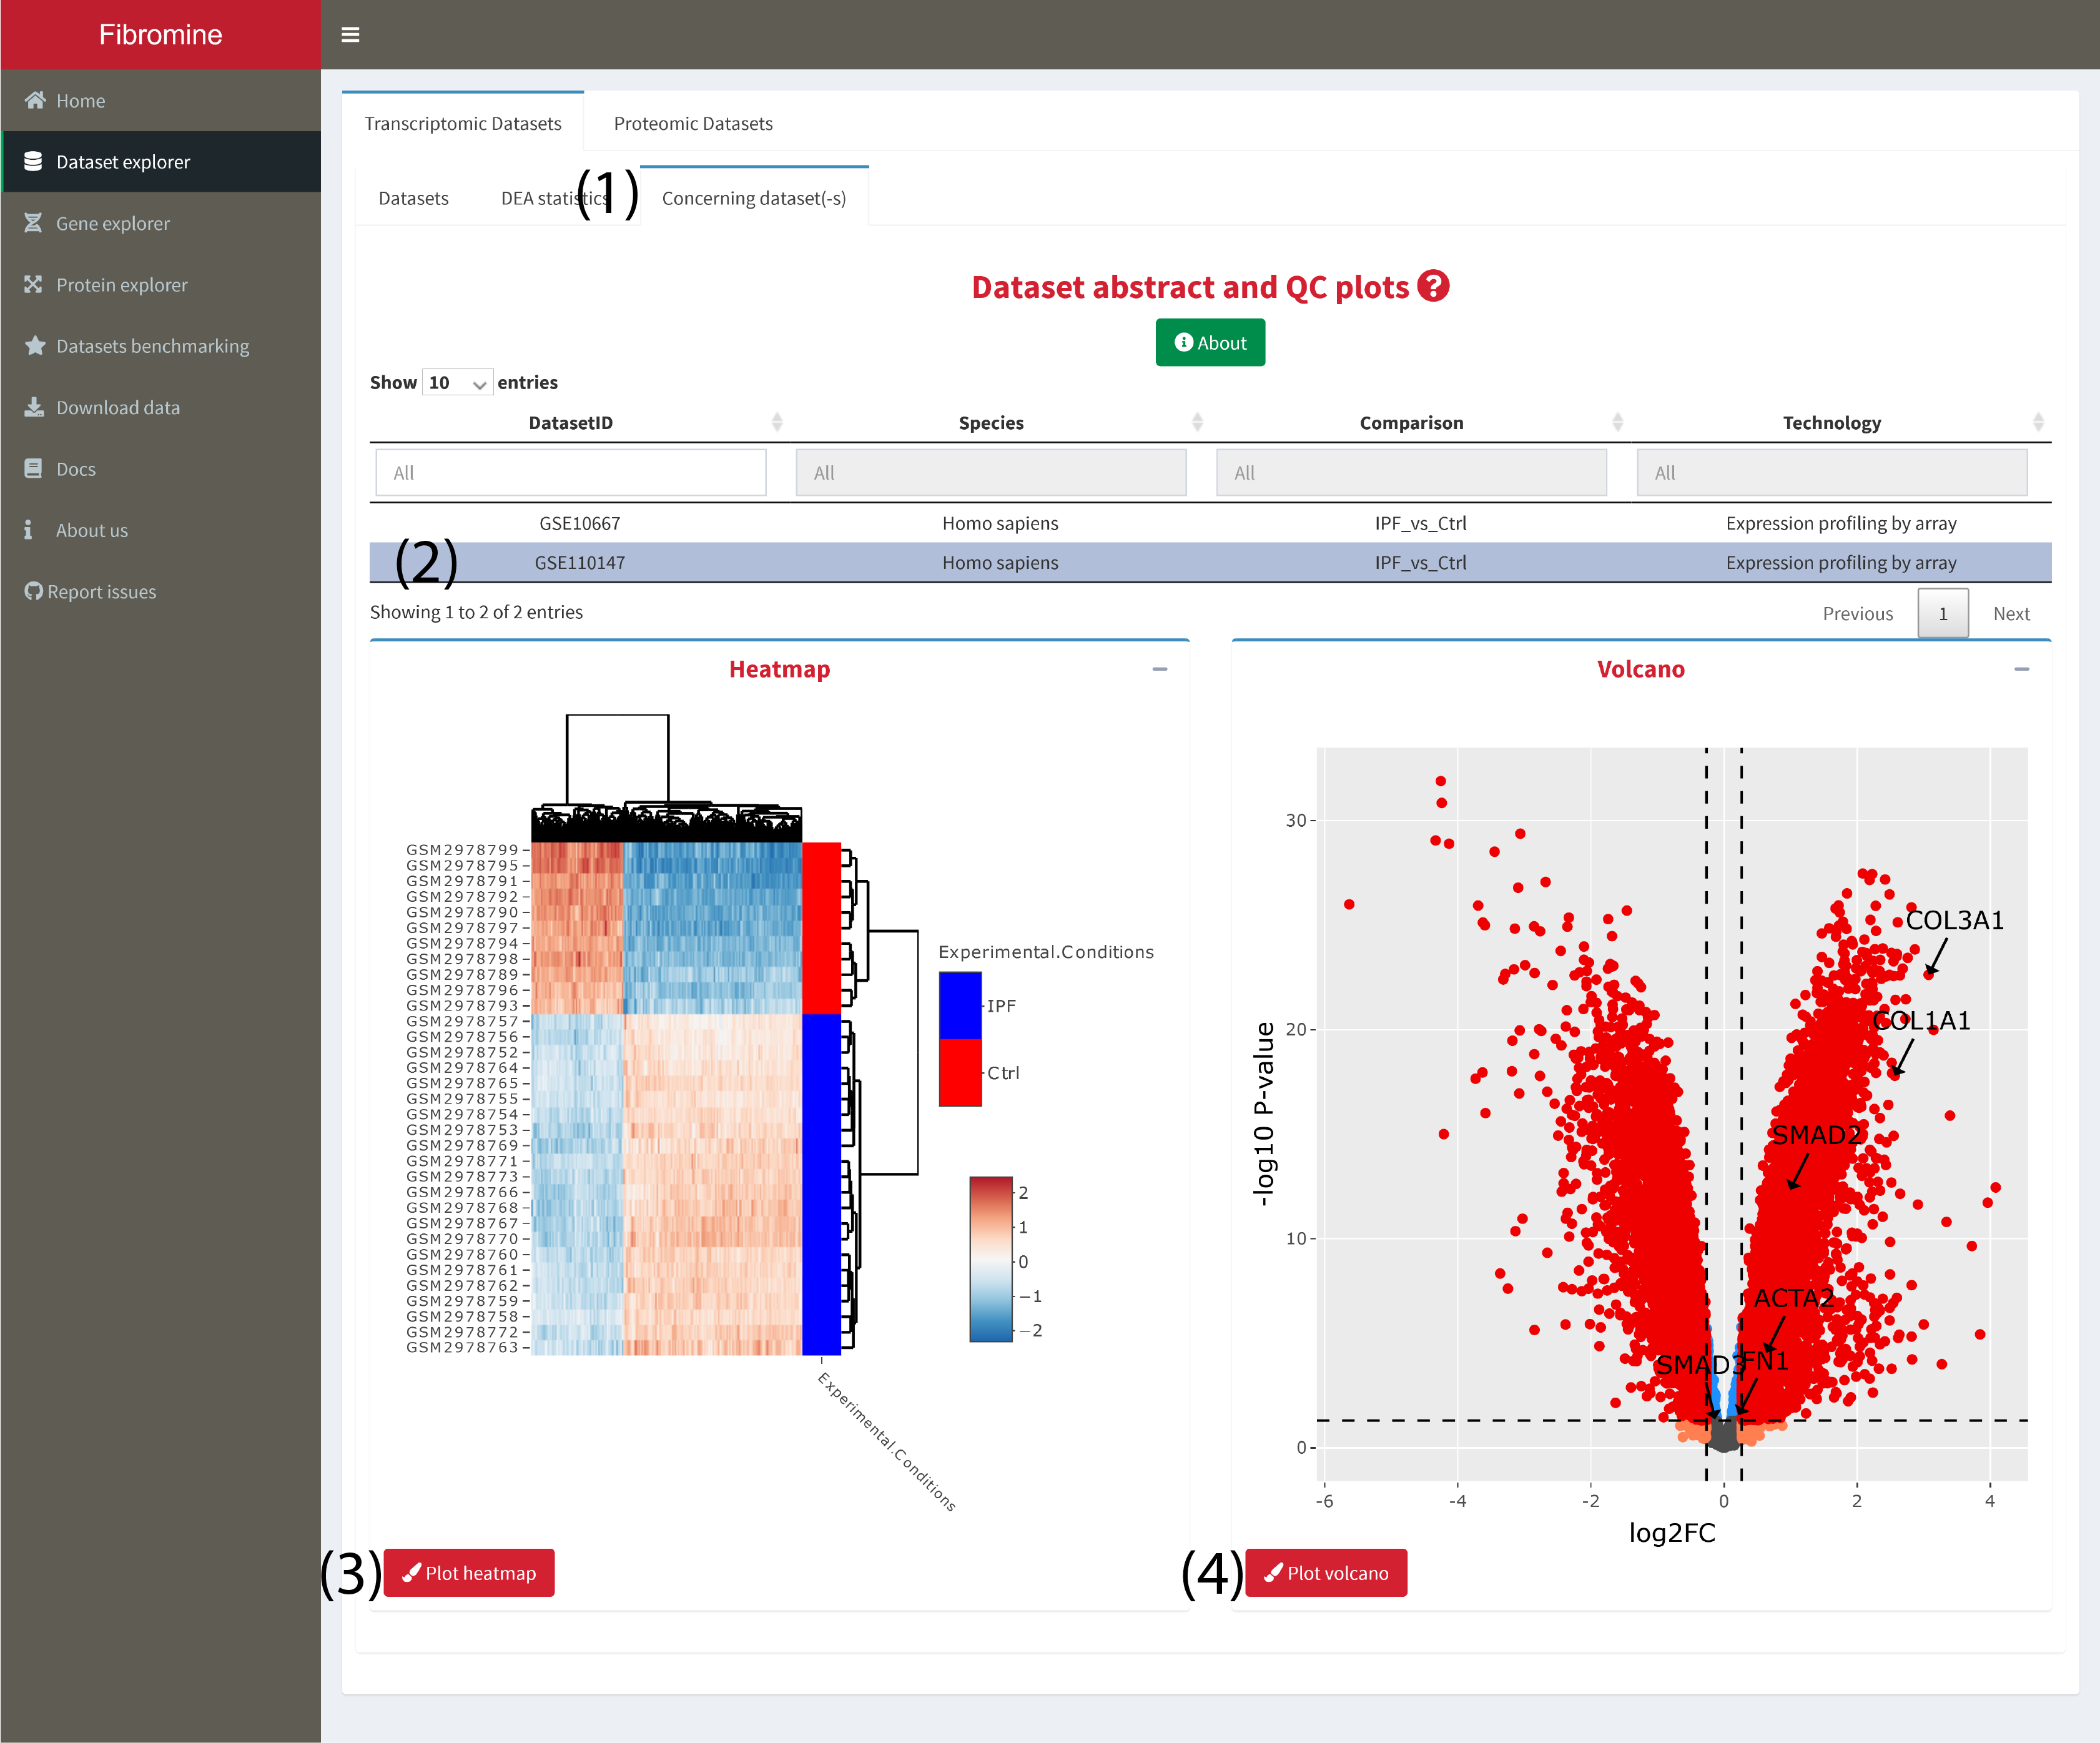 Fibromine
Home
Dataset explorer
Gene explorer
Protein explorer
Datasets benchmarking
Download data
Docs
About us
Report issues
Transcriptomic Datasets Proteomic Datasets
Datasets DEA statistics (1) Concerning dataset(-s)
Dataset abstract and QC plots ?
About
Show 10 entries
DatasetID Species Comparison Technology
All All All All
GSE10667 Homo sapiens IPF_vs_Ctrl Expression profiling by array
(2) GSE110147 Homo sapiens IPF_vs_Ctrl Expression profiling by array
Showing 1 to 2 of 2 entries
Previous 1 Next
Heatmap
GSM2978799
GSM2978795
GSM2978791
GSM2978792
GSM2978790
GSM2978797
GSM2978794
GSM2978798
GSM2978789
GSM2978796
GSM2978793
GSM2978757
GSM2978756
GSM2978752
GSM2978764
GSM2978765
GSM2978755
GSM2978754
GSM2978753
GSM2978769
GSM2978771
GSM2978773
GSM2978766
GSM2978768
GSM2978767
GSM2978770
GSM2978760
GSM2978761
GSM2978762
GSM2978759
GSM2978758
GSM2978772
GSM2978763
Experimental.Conditions
Experimental.Conditions
IPF
Ctrl
2
1
0
−1
−2
(3) Plot heatmap
Volcano
-log10 P-value
30
20
10
0
COL3A1
COL1A1
SMAD2
ACTA2
SMAD3 FN1
-6 -4 -2 0 2 4
log2FC
(4) Plot volcano